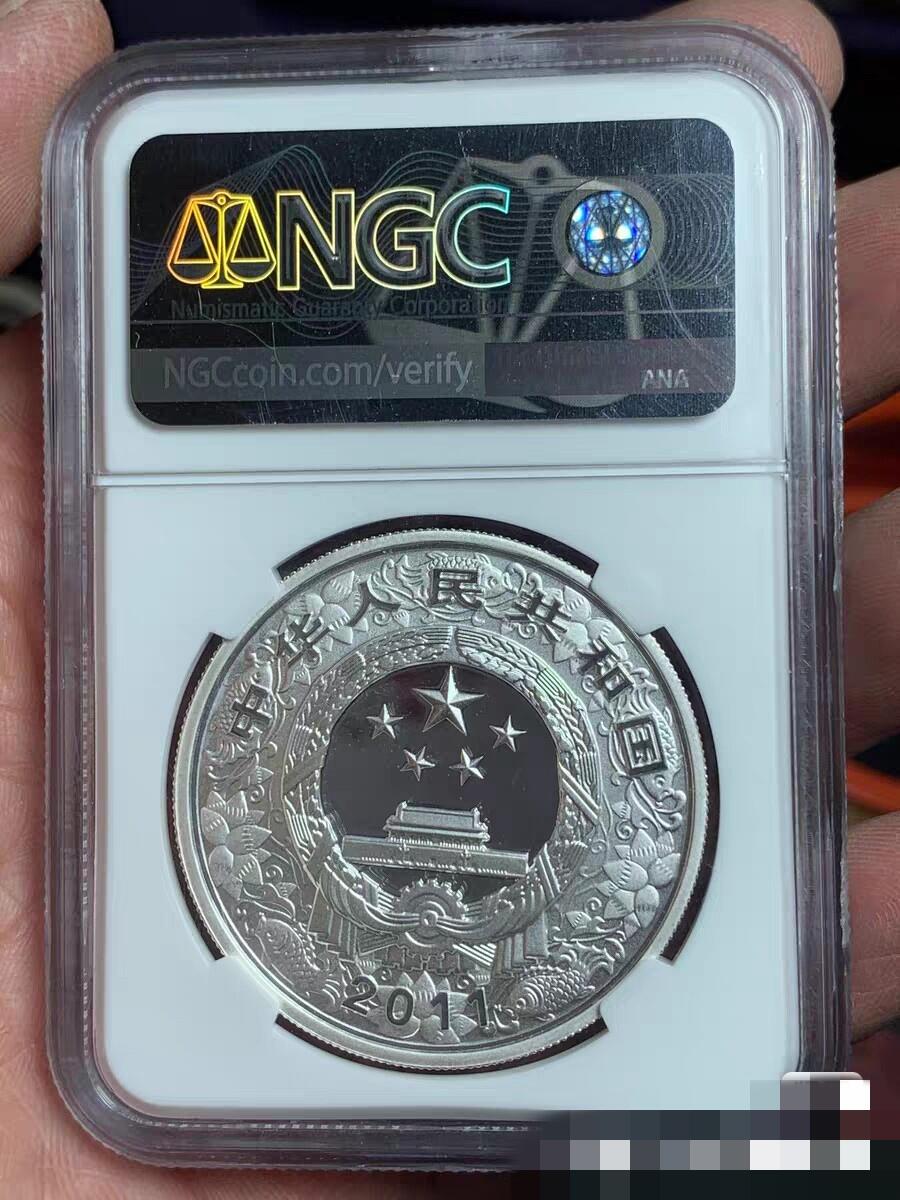 NGC
Numismatic Guaranty Corporation
NGCcoin.com/verify
ANA
中华人民共和国
2011